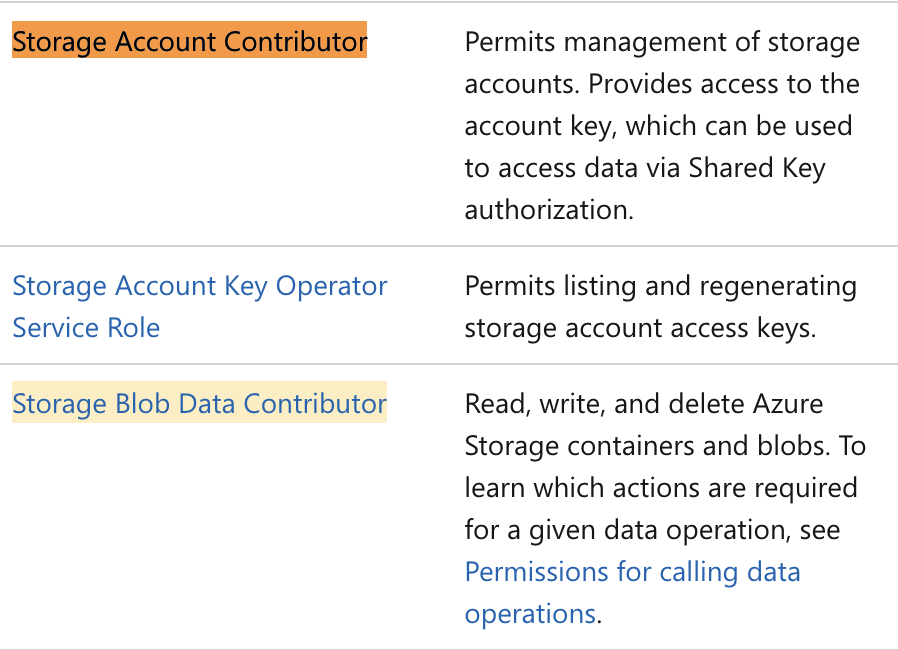 Storage Account Contributor
Permits management of storage
accounts. Provides access to the
account key, which can be used
to access data via Shared Key
authorization.
Storage Account Key Operator
Service Role
Permits listing and regenerating
storage account access keys.
Storage Blob Data Contributor
Read, write, and delete Azure
Storage containers and blobs. To
learn which actions are required
for a given data operation, see
Permissions for calling data
operations.